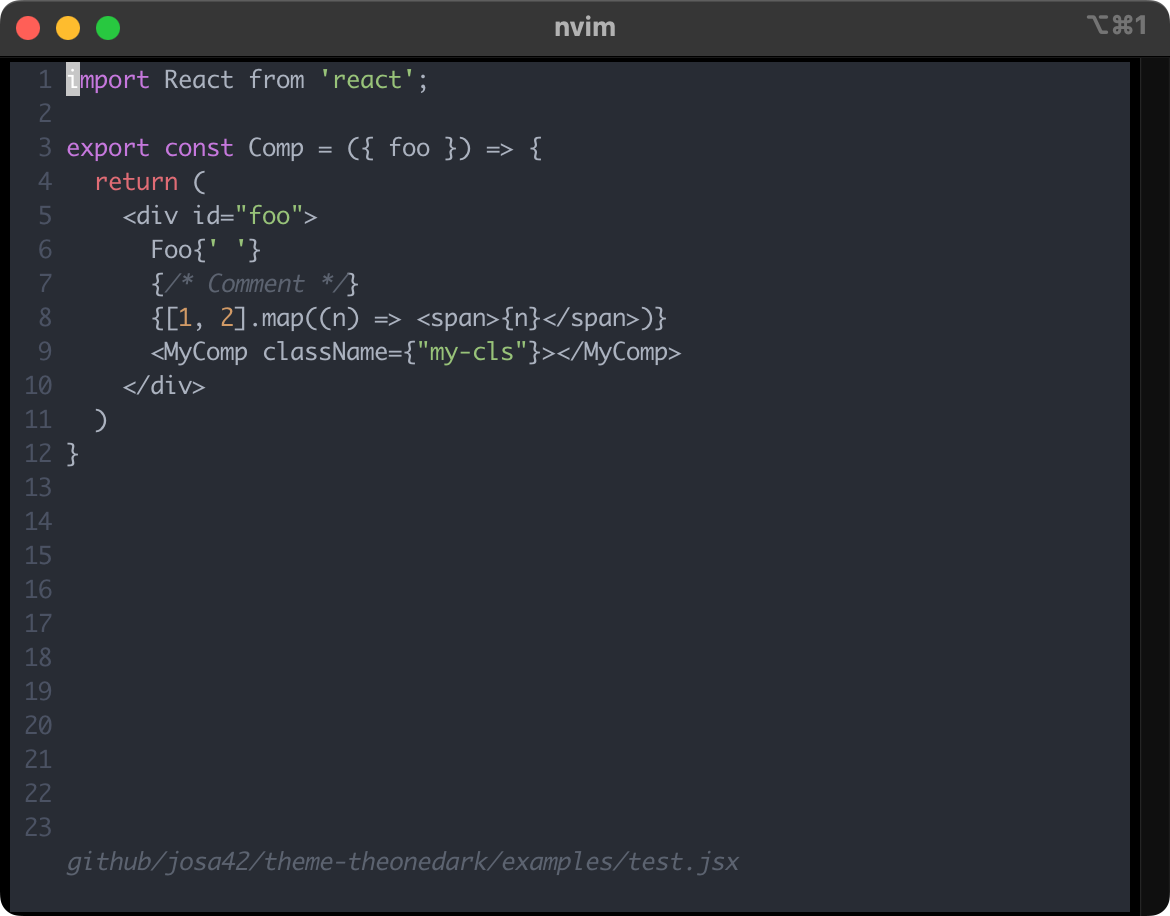 nvim
⌥⌘1
1 import React from 'react';
2
3 export const Comp = ({ foo }) => {
4   return (
5     <div id="foo">
6       Foo{' '}
7       {/* Comment */}
8       {[1, 2].map((n) => <span>{n}</span>)}
9       <MyComp className={"my-cls"}></MyComp>
10     </div>
11   )
12 }
13
14
15
16
17
18
19
20
21
22
23
github/josa42/theme-theonedark/examples/test.jsx